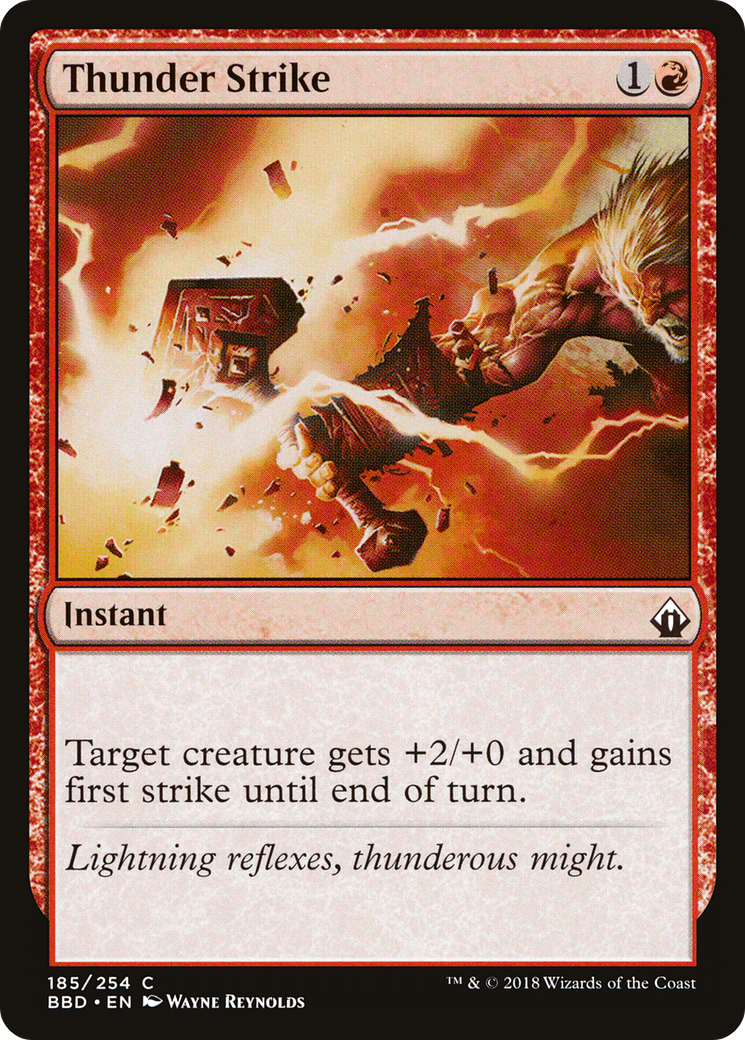 Thunder Strike 1
Instant
Target creature gets +2/+0 and gains
first strike until end of turn.
Lightning reflexes, thunderous might.
185/254 C
BBD • EN Wayne Reynolds
™ & © 2018 Wizards of the Coast